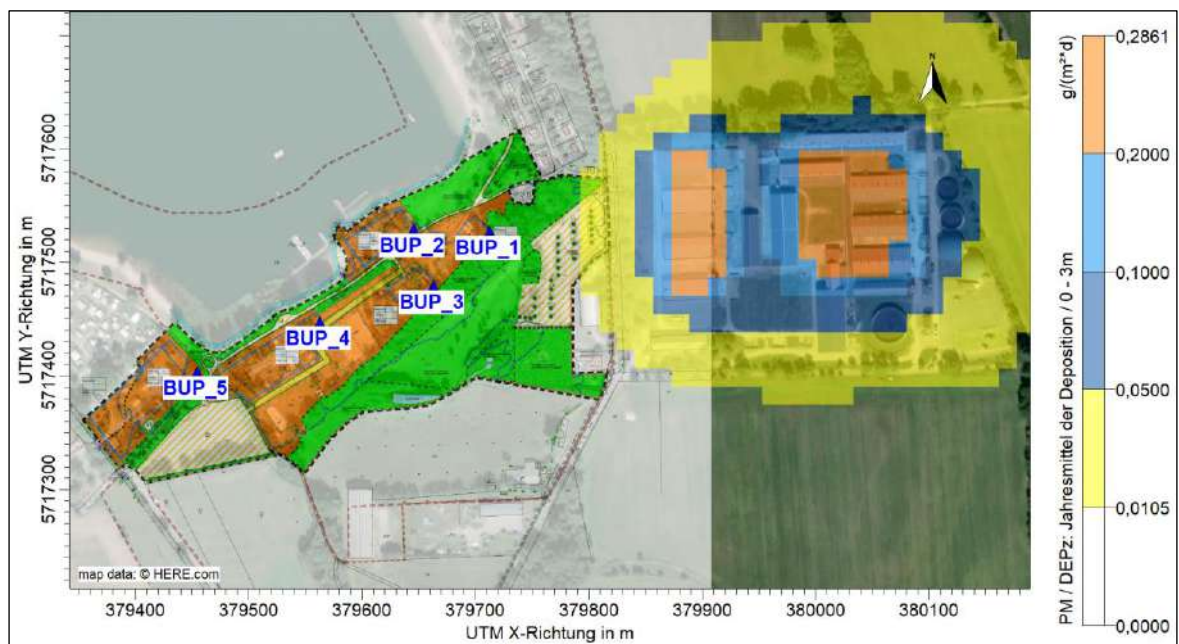 N
BUP_2
BUP_1
BUP_3
BUP_4
BUP_5
map data: © HERE.com
UTM Y-Richtung in m
5717600
5717500
5717400
5717300
379400
379500
379600
379700
379800
379900
380000
380100
UTM X-Richtung in m
g/(m²*d)
PM / DEPz: Jahresmittel der Deposition / 0 - 3m
0,2861
0,2000
0,1000
0,0500
0,0105
0,0000